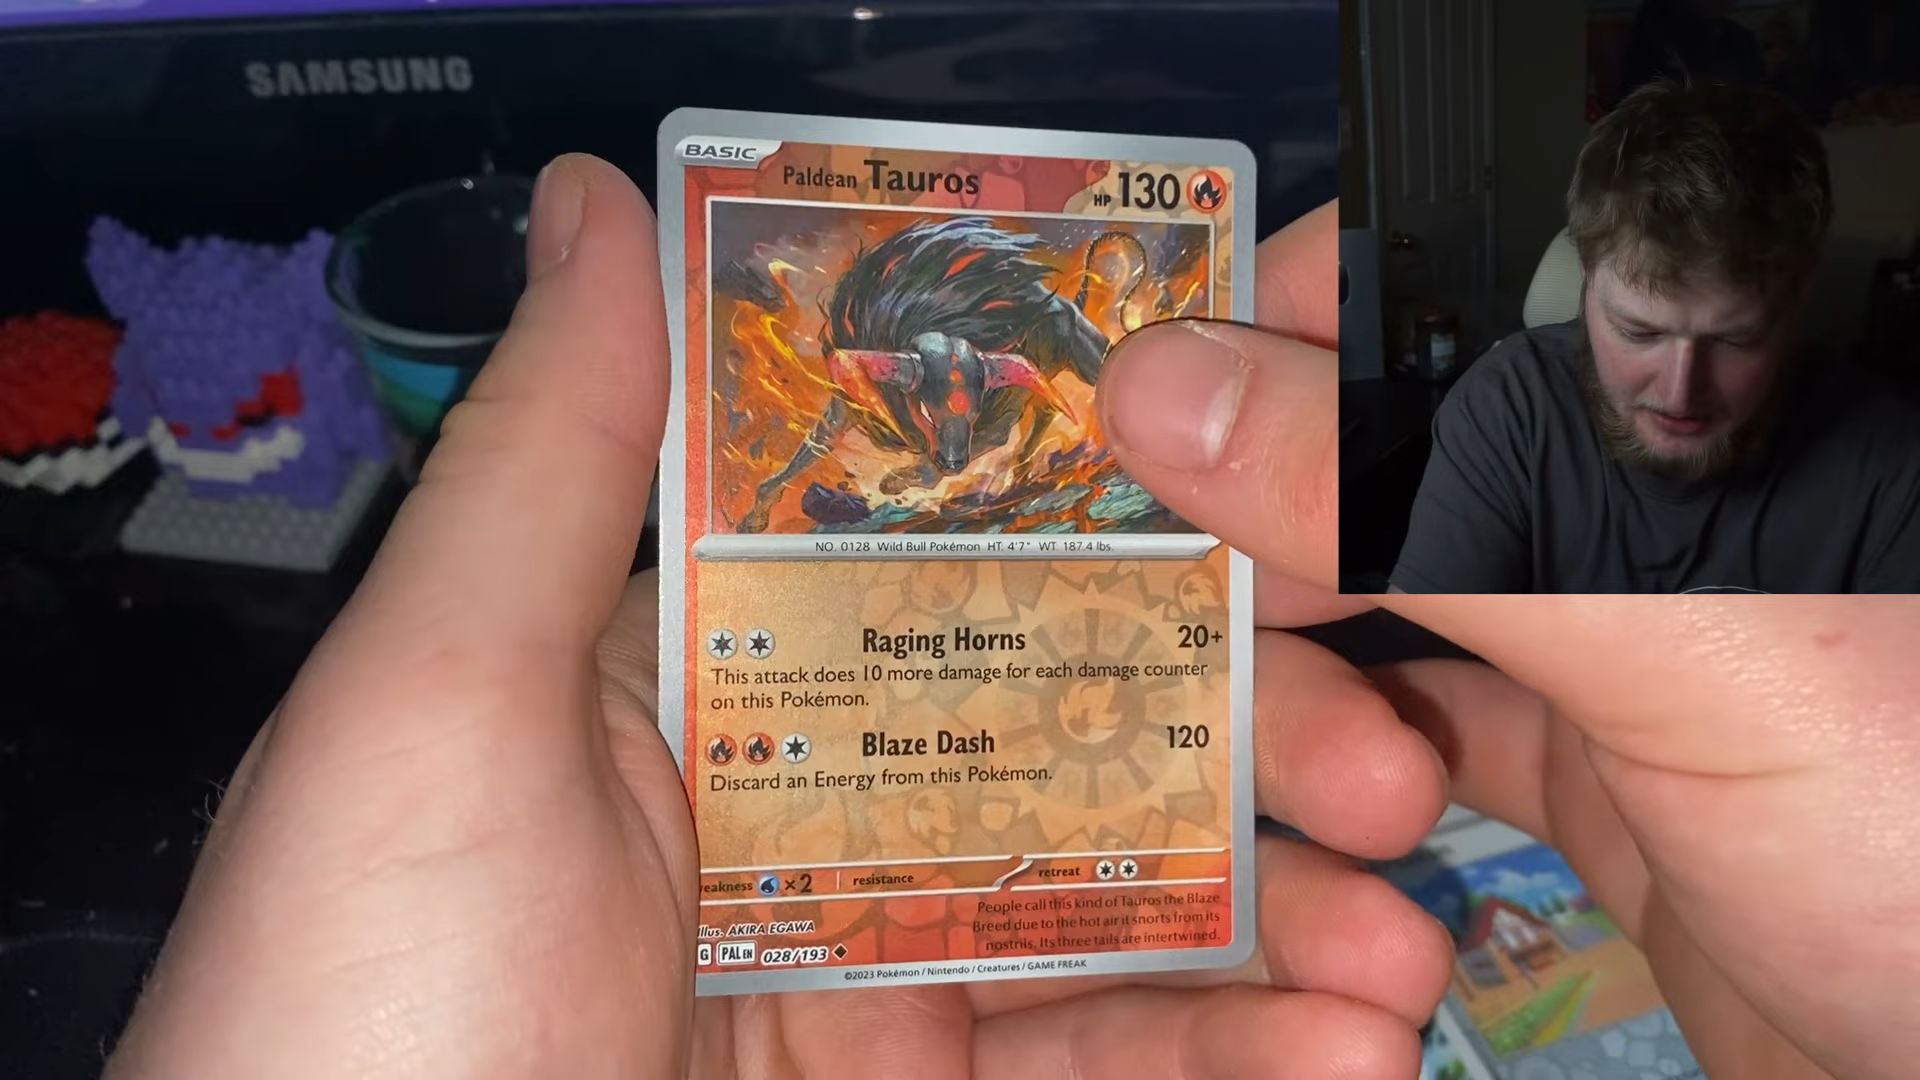 SAMSUNG
BASIC
Paldean Tauros
HP 130
NO. 0128 Wild Bull Pokémon HT: 4'7" WT: 187.4 lbs.
Raging Horns 20+
This attack does 10 more damage for each damage counter
on this Pokémon.
Blaze Dash 120
Discard an Energy from this Pokémon.
eakness ×2 resistance retreat
People call this kind of Tauros the Blaze
Breed due to the hot air it snorts from its
nostrils. Its three tails are intertwined.
Illus. AKIRA EGAWA
G PAL EN 028/193
©2023 Pokémon / Nintendo / Creatures / GAME FREAK